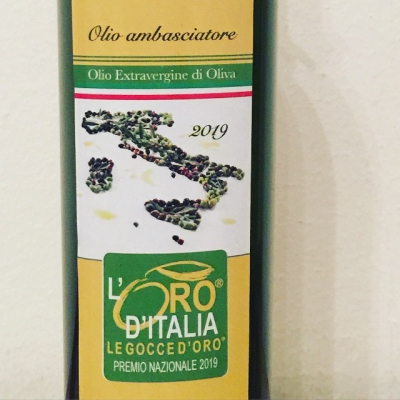 Olio ambasciatore
Olio Extravergine di Oliva
2019
L'ORO®
D'ITALIA
LE GOCCE D'ORO®
PREMIO NAZIONALE 2019